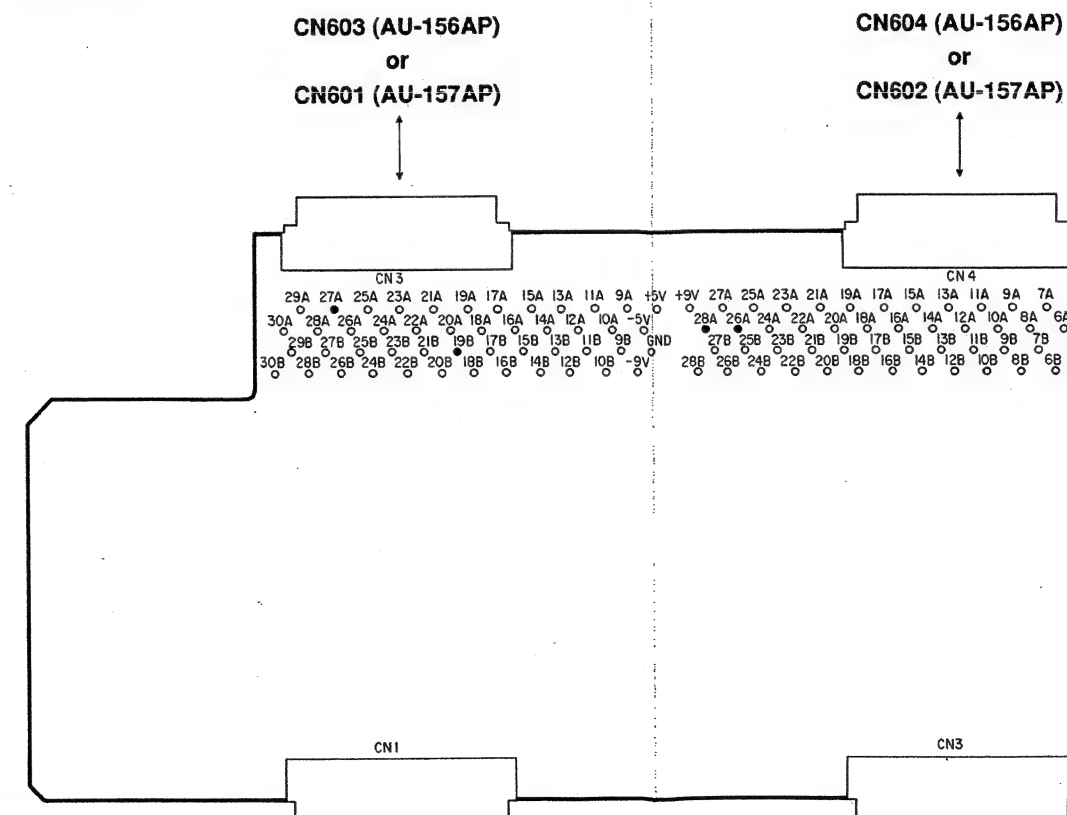 CN603 (AU-156AP)
or
CN601 (AU-157AP)
CN604 (AU-156AP)
or
CN602 (AU-157AP)
CN3
CN4
29A 27A 25A 23A 21A 19A 17A 15A 13A 11A 9A +5V +9V 27A 25A 23A 21A 19A 17A 15A 13A 11A 9A 7A
30A 28A 26A 24A 22A 20A 18A 16A 14A 12A 10A -5V 28A 26A 24A 22A 20A 18A 16A 14A 12A 10A 8A 6A
29B 27B 25B 23B 21B 19B 17B 15B 13B 11B 9B GND 27B 25B 23B 21B 19B 17B 15B 13B 11B 9B 7B
30B 28B 26B 24B 22B 20B 18B 16B 14B 12B 10B -9V 28B 26B 24B 22B 20B 18B 16B 14B 12B 10B 8B 6B
CN1
CN3